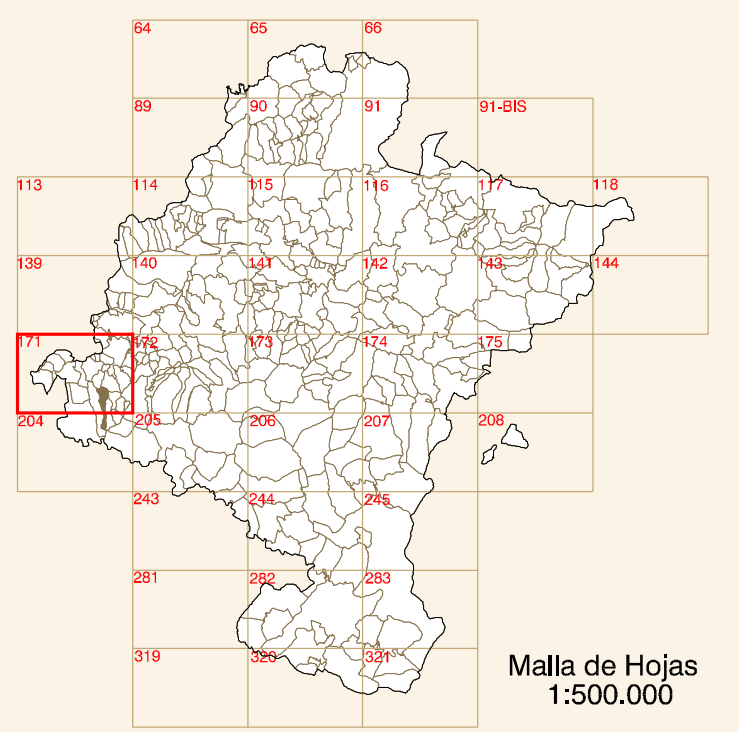 64 65 66
89 90 91 91-BIS
113 114 115 116 117 118
139 140 141 142 143 144
171 172 173 174 175
204 205 206 207 208
243 244 245
281 282 283
319 320 321
Malla de Hojas
1:500.000